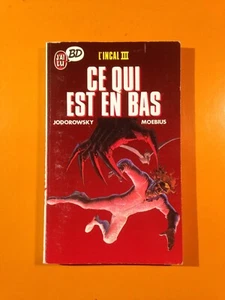 J'AI LU
BD
L'INCAL III
CE QUI
EST EN BAS
JODOROWSKY MOEBIUS